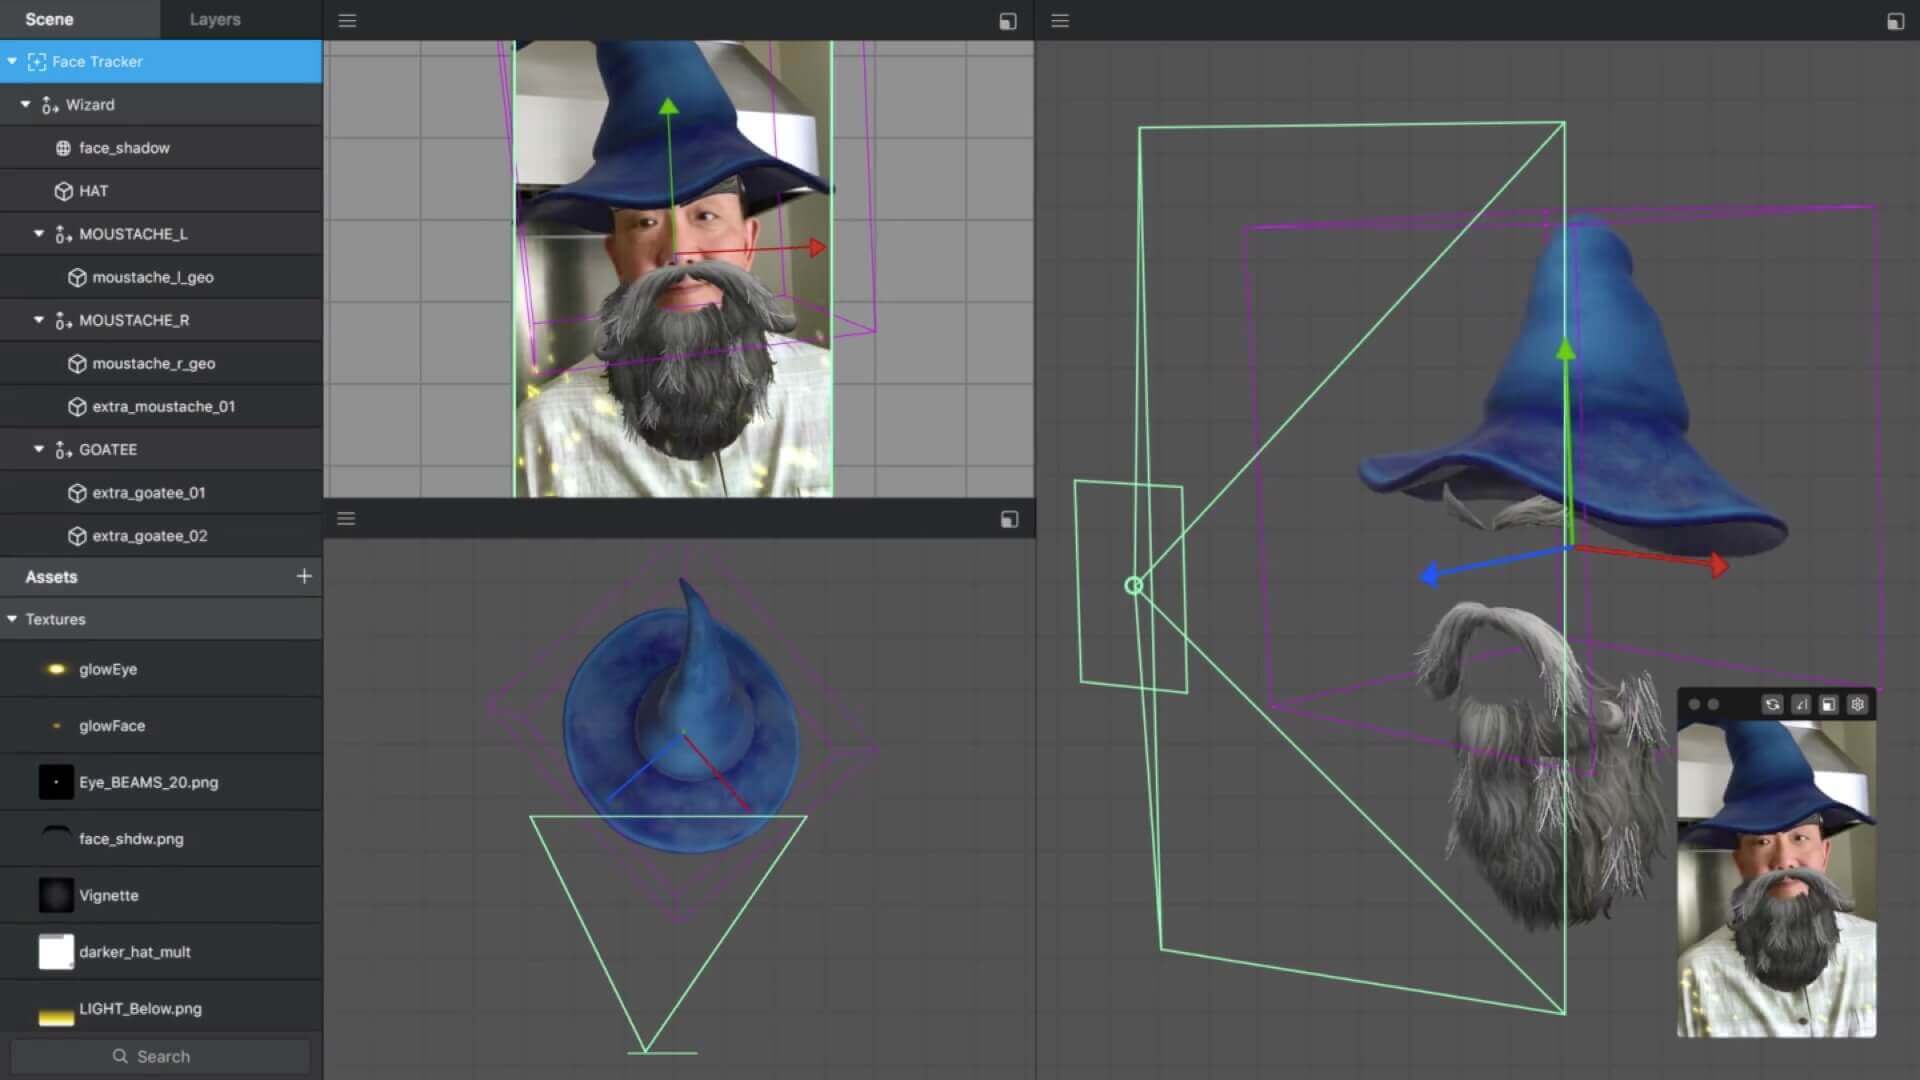 Scene
Layers
Face Tracker
Wizard
face_shadow
HAT
MOUSTACHE_L
moustache_l_geo
MOUSTACHE_R
moustache_r_geo
extra_moustache_01
GOATEE
extra_goatee_01
extra_goatee_02
Assets
Textures
glowEye
glowFace
Eye_BEAMS_20.png
face_shdw.png
Vignette
darker_hat_mult
LIGHT_Below.png
Search